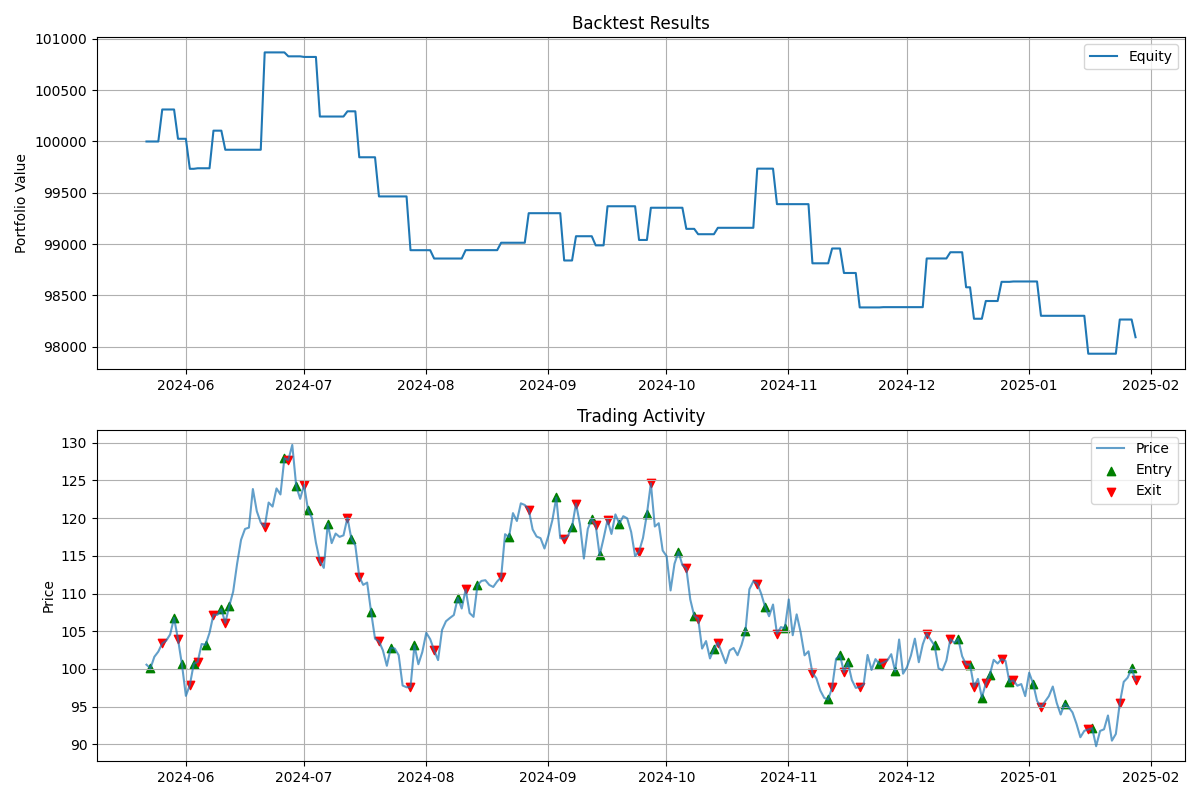 Backtest Results
101000
100500
100000
99500
99000
98500
98000
Portfolio Value
Equity
2024-06 2024-07 2024-08 2024-09 2024-10 2024-11 2024-12 2025-01 2025-02
Trading Activity
130
125
120
115
110
105
100
95
90
Price
Price
Entry
Exit
2024-06 2024-07 2024-08 2024-09 2024-10 2024-11 2024-12 2025-01 2025-02